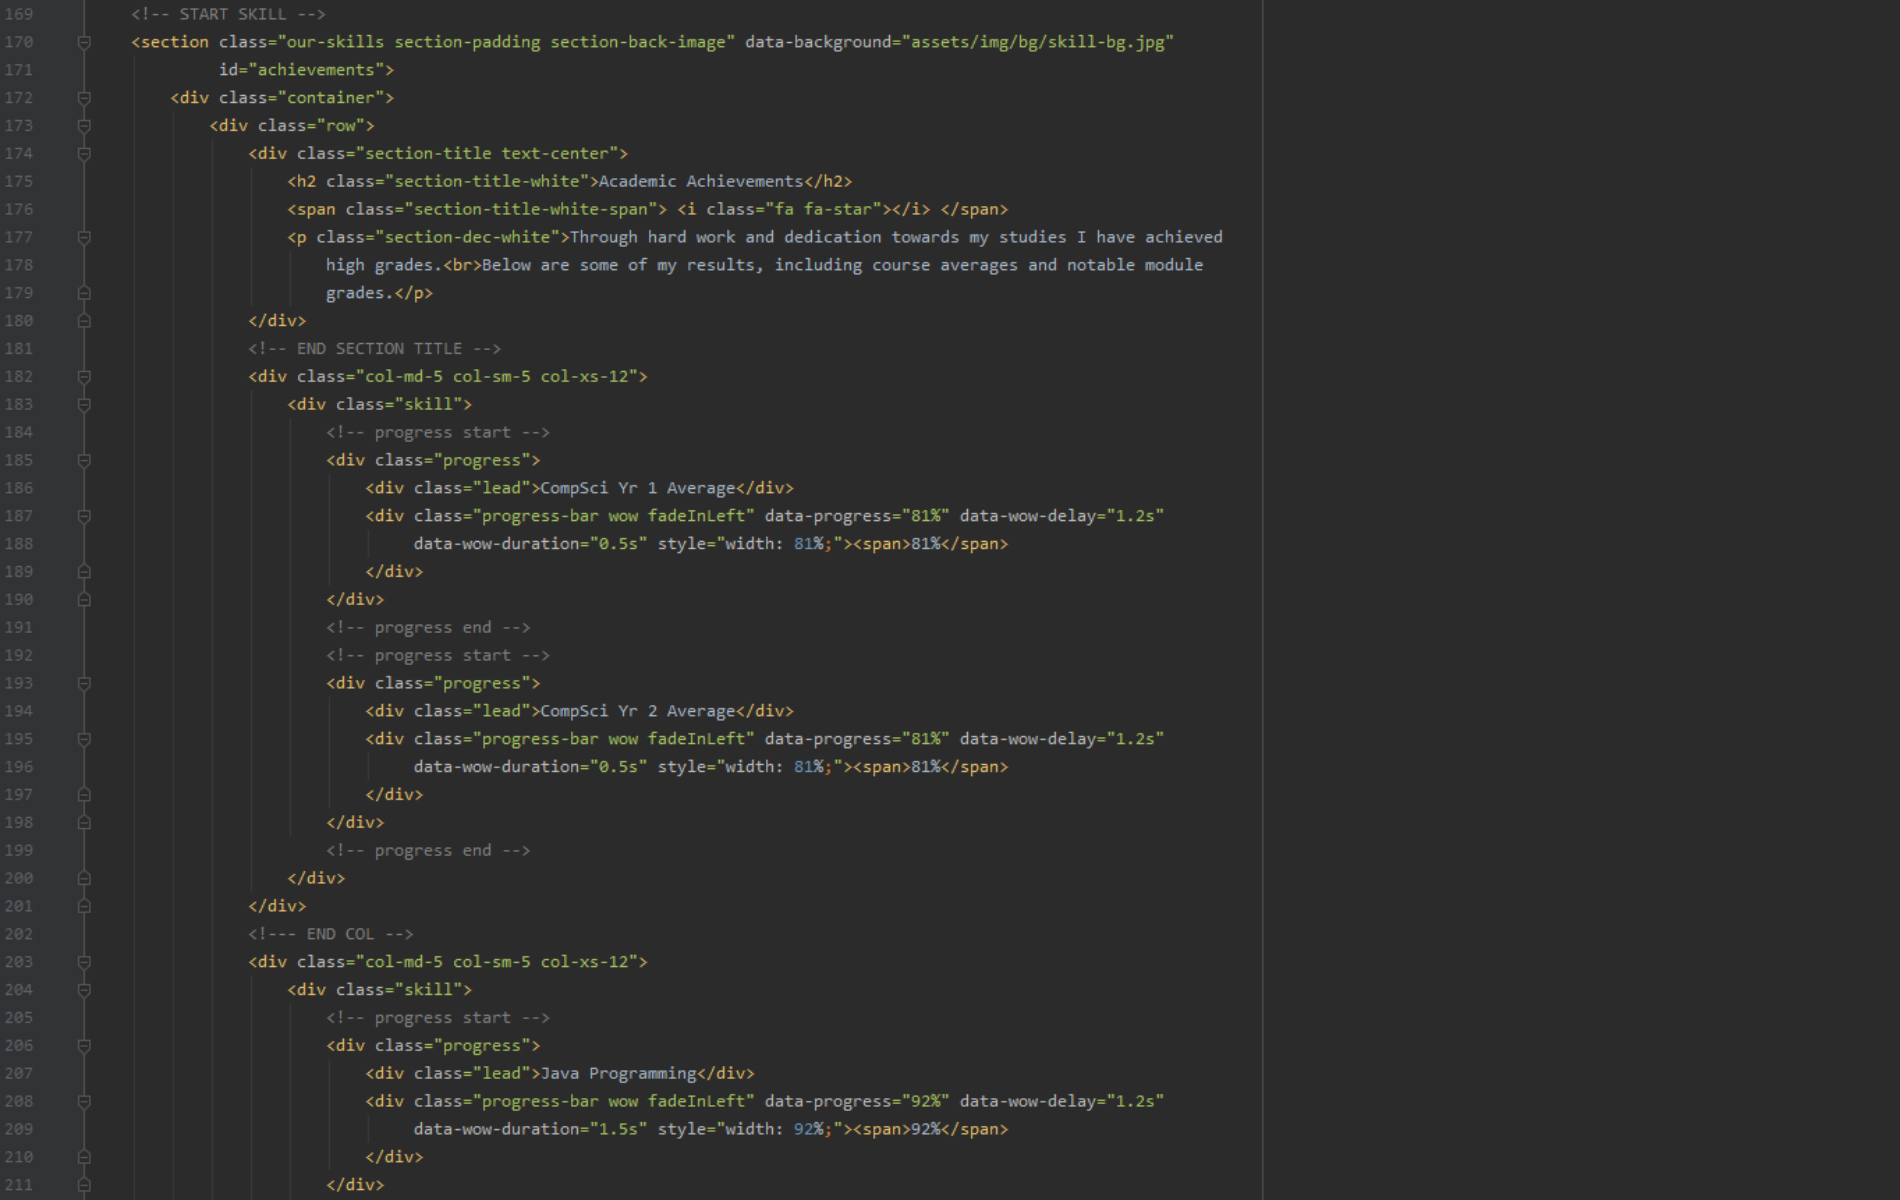 169 <!-- START SKILL -->
170 <section class="our-skills section-padding section-back-image" data-background="assets/img/bg/skill-bg.jpg"
171 id="achievements">
172 <div class="container">
173 <div class="row">
174 <div class="section-title text-center">
175 <h2 class="section-title-white">Academic Achievements</h2>
176 <span class="section-title-white-span"> <i class="fa fa-star"></i> </span>
177 <p class="section-dec-white">Through hard work and dedication towards my studies I have achieved
178 high grades.<br>Below are some of my results, including course averages and notable module
179 grades.</p>
180 </div>
181 <!-- END SECTION TITLE -->
182 <div class="col-md-5 col-sm-5 col-xs-12">
183 <div class="skill">
184 <!-- progress start -->
185 <div class="progress">
186 <div class="lead">CompSci Yr 1 Average</div>
187 <div class="progress-bar wow fadeInLeft" data-progress="81%" data-wow-delay="1.2s"
188 data-wow-duration="0.5s" style="width: 81%;"><span>81%</span>
189 </div>
190 </div>
191 <!-- progress end -->
192 <!-- progress start -->
193 <div class="progress">
194 <div class="lead">CompSci Yr 2 Average</div>
195 <div class="progress-bar wow fadeInLeft" data-progress="81%" data-wow-delay="1.2s"
196 data-wow-duration="0.5s" style="width: 81%;"><span>81%</span>
197 </div>
198 </div>
199 <!-- progress end -->
200 </div>
201 </div>
202 <!--- END COL -->
203 <div class="col-md-5 col-sm-5 col-xs-12">
204 <div class="skill">
205 <!-- progress start -->
206 <div class="progress">
207 <div class="lead">Java Programming</div>
208 <div class="progress-bar wow fadeInLeft" data-progress="92%" data-wow-delay="1.2s"
209 data-wow-duration="1.5s" style="width: 92%;"><span>92%</span>
210 </div>
211 </div>